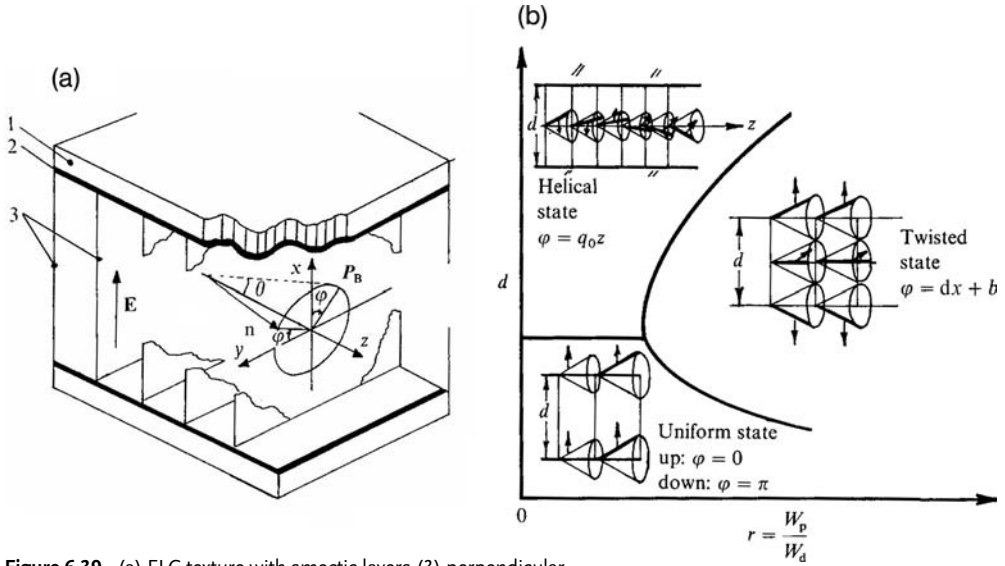 (a)
1
2
3
E
x
P_B
θ
φ
n
φ
y
z
(b)
d
d
z
Helical
state
φ = q₀z
d
Twisted
state
φ = dx + b
d
Uniform state
up: φ = 0
down: φ = π
0
r = W_p / W_d
Figure 6.39 (a) FLC texture with smectic layers (3) perpendicular